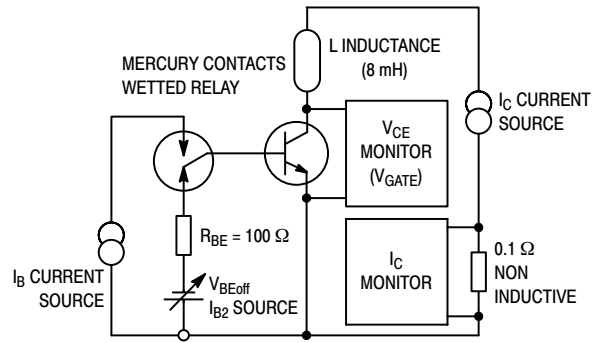 MERCURY CONTACTS
WETTED RELAY
L INDUCTANCE
(8 mH)
I_C CURRENT
SOURCE
V_CE
MONITOR
(V_GATE)
R_BE = 100 Ω
I_C
MONITOR
0.1 Ω
NON
INDUCTIVE
I_B CURRENT
SOURCE
V_BEoff
I_B2 SOURCE